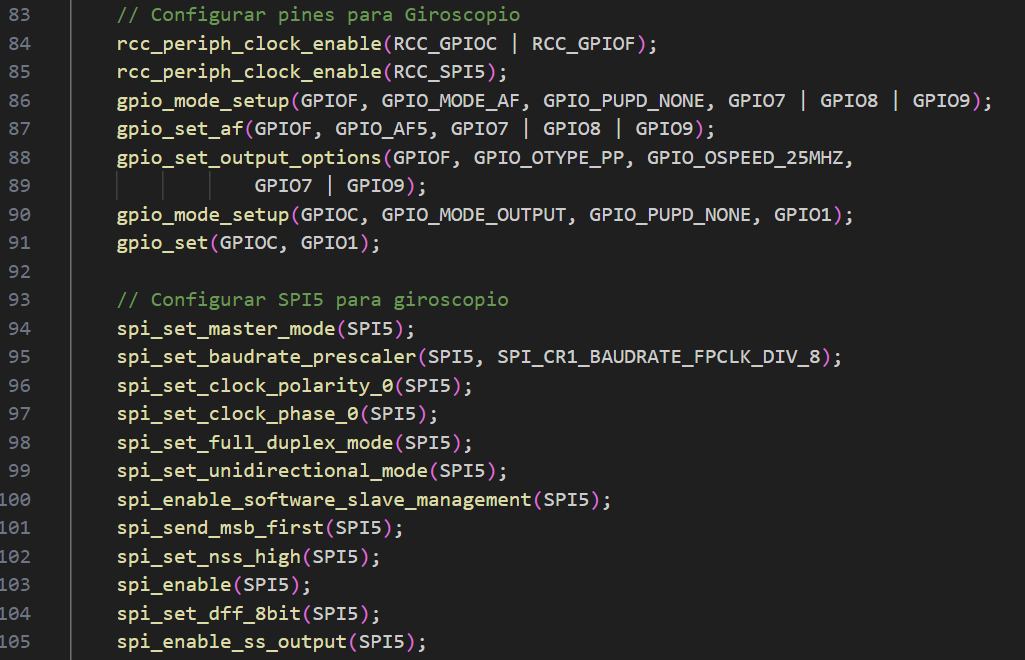 83 // Configurar pines para Giroscopio
84 rcc_periph_clock_enable(RCC_GPIOC | RCC_GPIOF);
85 rcc_periph_clock_enable(RCC_SPI5);
86 gpio_mode_setup(GPIOF, GPIO_MODE_AF, GPIO_PUPD_NONE, GPIO7 | GPIO8 | GPIO9);
87 gpio_set_af(GPIOF, GPIO_AF5, GPIO7 | GPIO8 | GPIO9);
88 gpio_set_output_options(GPIOF, GPIO_OTYPE_PP, GPIO_OSPEED_25MHZ,
89 GPIO7 | GPIO9);
90 gpio_mode_setup(GPIOC, GPIO_MODE_OUTPUT, GPIO_PUPD_NONE, GPIO1);
91 gpio_set(GPIOC, GPIO1);
92
93 // Configurar SPI5 para giroscopio
94 spi_set_master_mode(SPI5);
95 spi_set_baudrate_prescaler(SPI5, SPI_CR1_BAUDRATE_FPCLK_DIV_8);
96 spi_set_clock_polarity_0(SPI5);
97 spi_set_clock_phase_0(SPI5);
98 spi_set_full_duplex_mode(SPI5);
99 spi_set_unidirectional_mode(SPI5);
100 spi_enable_software_slave_management(SPI5);
101 spi_send_msb_first(SPI5);
102 spi_set_nss_high(SPI5);
103 spi_enable(SPI5);
104 spi_set_dff_8bit(SPI5);
105 spi_enable_ss_output(SPI5);